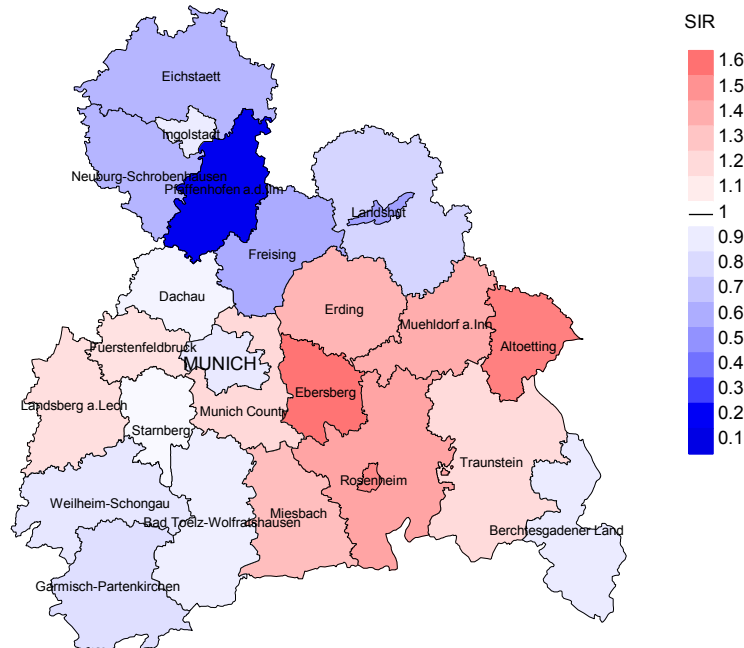 SIR
1.6
1.5
1.4
1.3
1.2
1.1
1
0.9
0.8
0.7
0.6
0.5
0.4
0.3
0.2
0.1
Eichstaett
Ingolstadt
Neuburg-Schrobenhausen
Pfaffenhofen a.d.Ilm
Landshut
Freising
Dachau
Erding
Muehldorf a.Inn
Altoetting
Fuerstenfeldbruck
MUNICH
Ebersberg
Landsberg a.Lech
Munich County
Starnberg
Traunstein
Rosenheim
Weilheim-Schongau
Miesbach
Bad Toelz-Wolfratshausen
Berchtesgadener Land
Garmisch-Partenkirchen